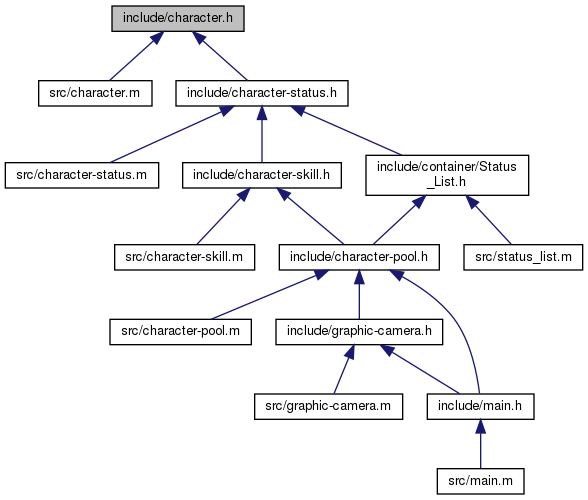 include/character.h
src/character.m
include/character-status.h
src/character-status.m
include/character-skill.h
include/container/Status
_List.h
src/character-skill.m
include/character-pool.h
src/status_list.m
src/character-pool.m
include/graphic-camera.h
src/graphic-camera.m
include/main.h
src/main.m